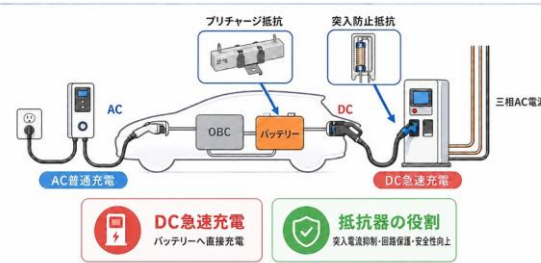 プリチャージ抵抗
突入防止抵抗
AC
DC
三相AC電源
OBC
バッテリー
AC普通充電
DC急速充電
DC急速充電
バッテリーへ直接充電
抵抗器の役割
突入電流抑制・回路保護・安全性向上